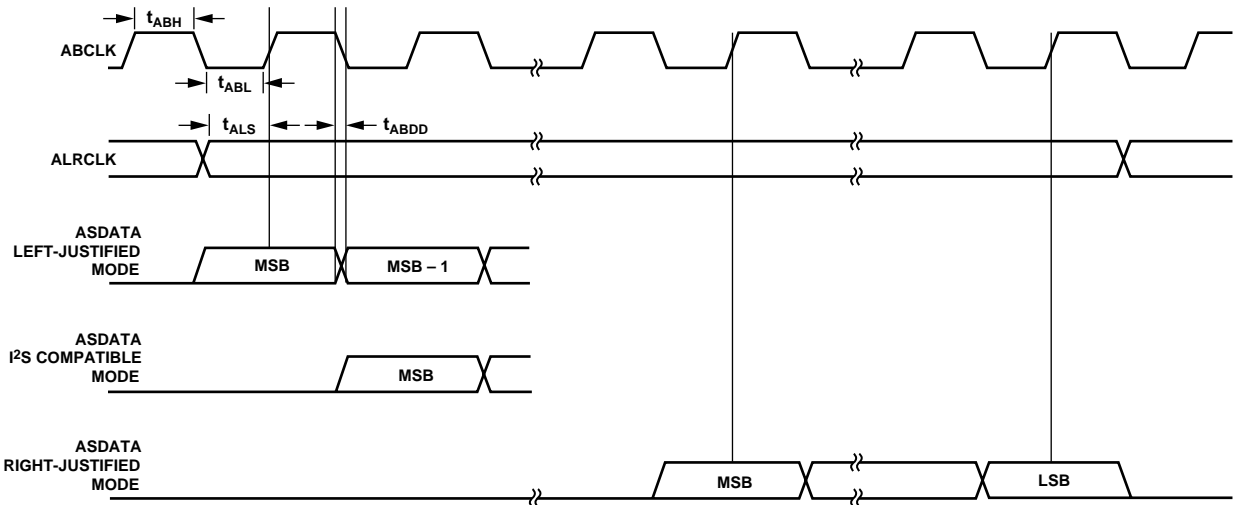 tABH
ABCLK
tABL
tALS
tABDD
ALRCLK
ASDATA
LEFT-JUSTIFIED
MODE
MSB
MSB – 1
ASDATA
I2S COMPATIBLE
MODE
MSB
ASDATA
RIGHT-JUSTIFIED
MODE
MSB
LSB